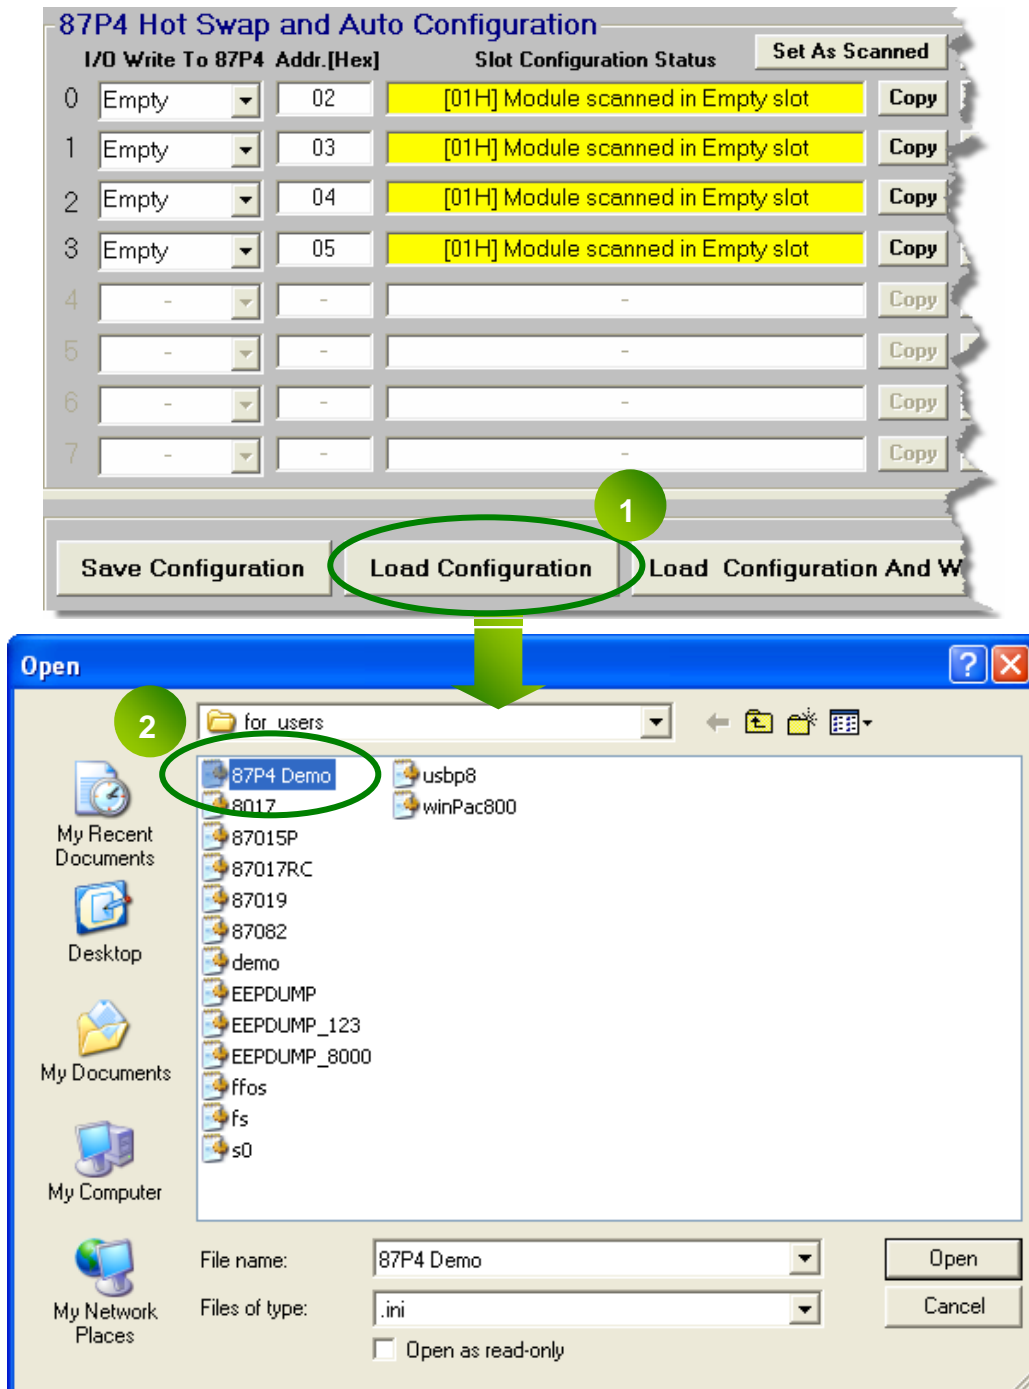 87P4 Hot Swap and Auto Configuration
I/O Write To 87P4 Addr.[Hex] Slot Configuration Status Set As Scanned
0 Empty 02 [01H] Module scanned in Empty slot Copy
1 Empty 03 [01H] Module scanned in Empty slot Copy
2 Empty 04 [01H] Module scanned in Empty slot Copy
3 Empty 05 [01H] Module scanned in Empty slot Copy
4 - - - Copy
5 - - - Copy
6 - - - Copy
7 - - - Copy
1
Save Configuration Load Configuration Load Configuration And W
Open
2
for_users
87P4 Demo usbp8
8017 winPac800
87015P
87017RC
87019
87082
demo
EEPDUMP
EEPDUMP_123
EEPDUMP_8000
ffos
fs
s0
My Recent
Documents
Desktop
My Documents
My Computer
My Network
Places
File name: 87P4 Demo Open
Files of type: .ini Cancel
Open as read-only